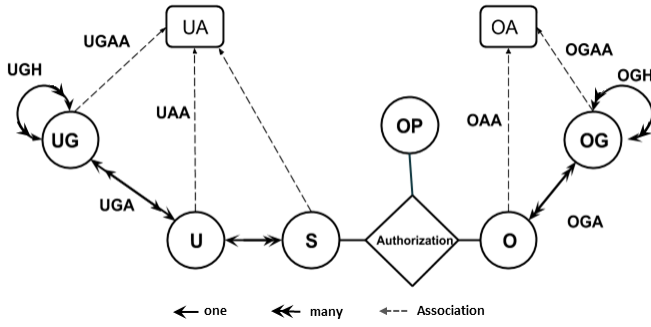 UA
OA
UGAA
OGAA
UGH
OGH
UAA
OP
OAA
UG
OG
UGA
OGA
U
S
Authorization
O
one
many
Association